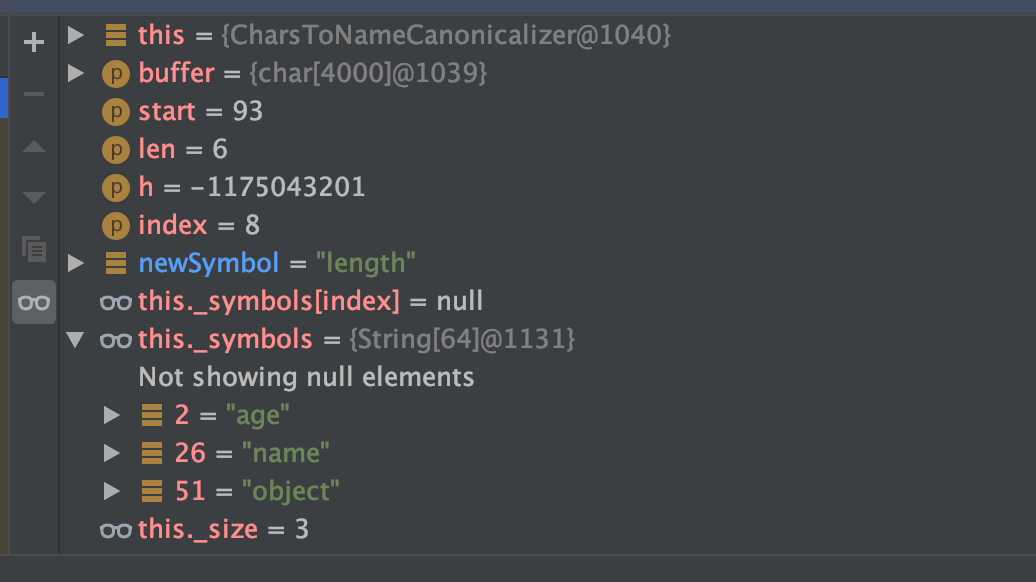 this = {CharsToNameCanonicalizer@1040}
p buffer = {char[4000]@1039}
p start = 93
p len = 6
p h = -1175043201
p index = 8
newSymbol = "length"
this._symbols[index] = null
this._symbols = {String[64]@1131}
Not showing null elements
2 = "age"
26 = "name"
51 = "object"
this._size = 3